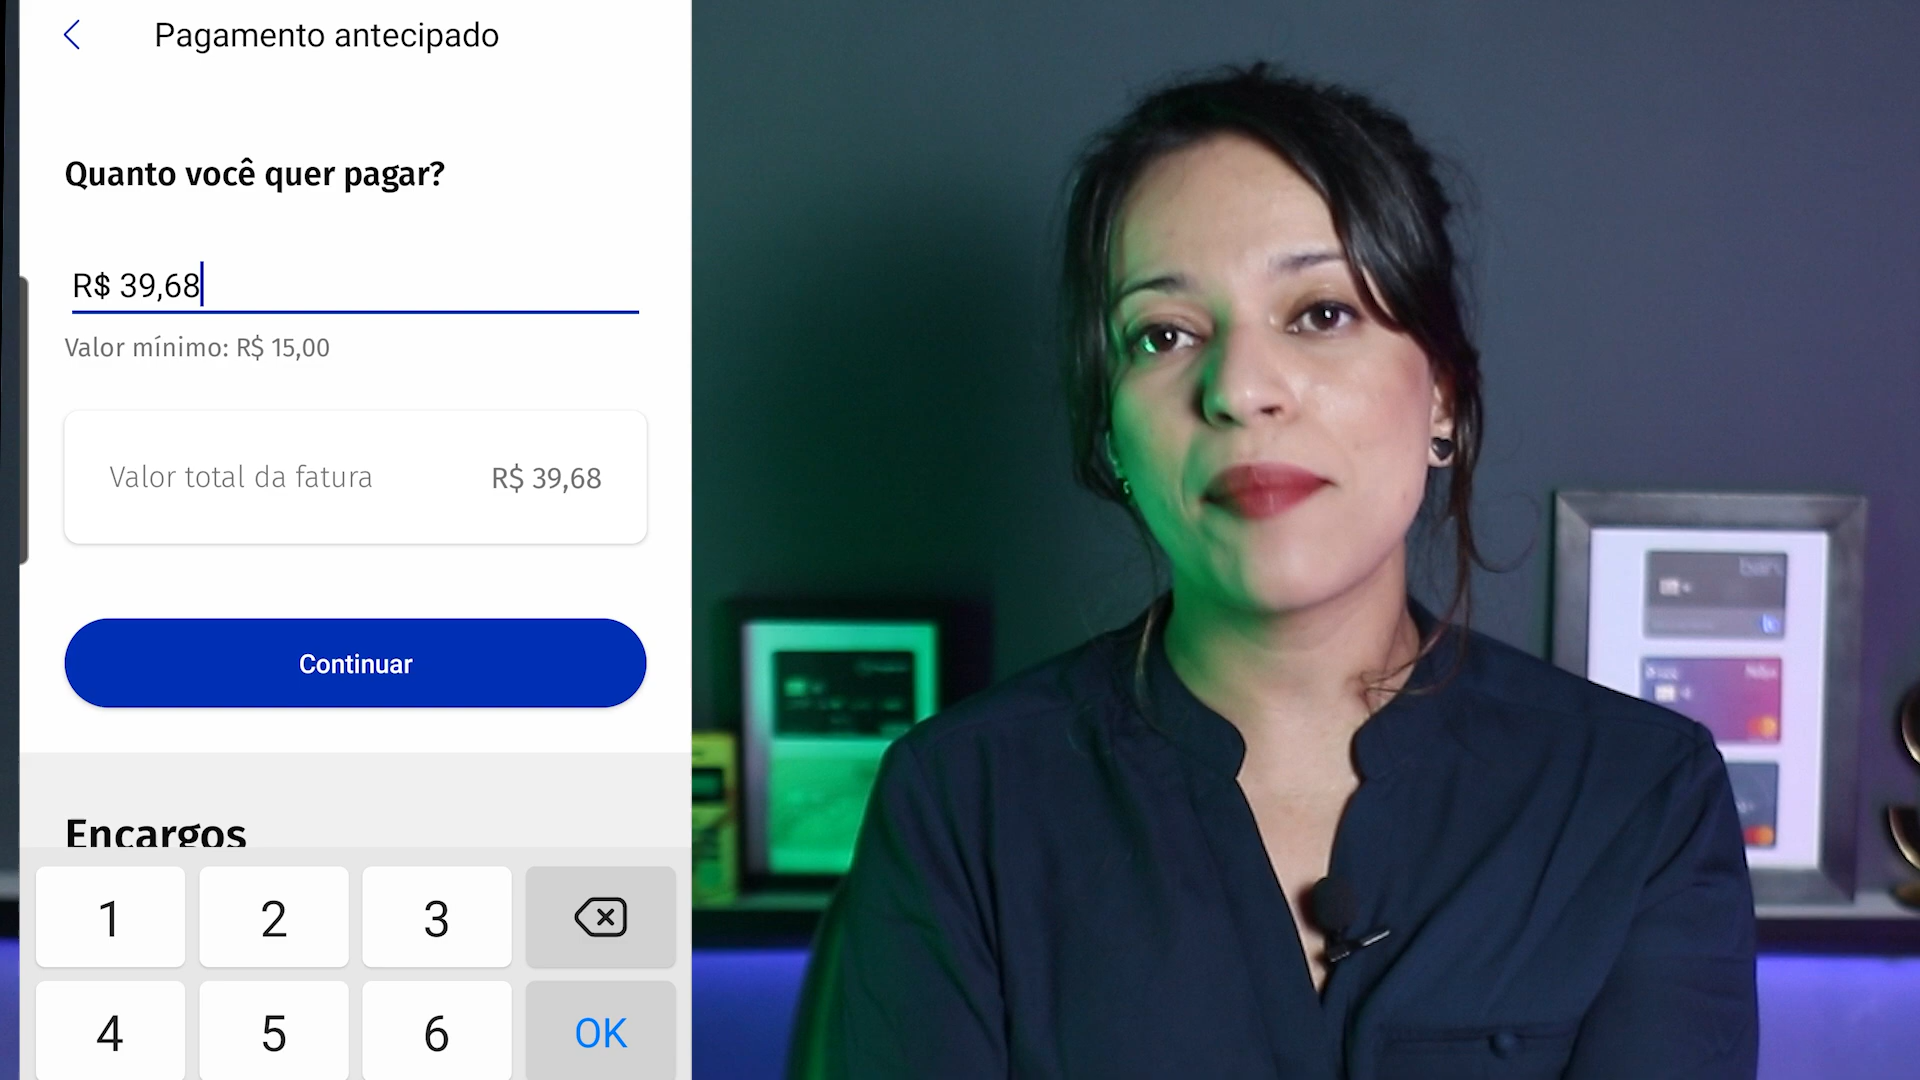 Pagamento antecipado
Quanto você quer pagar?
R$ 39,68
Valor mínimo: R$ 15,00
Valor total da fatura R$ 39,68
Continuar
Encargos
1 2 3
4 5 6 OK